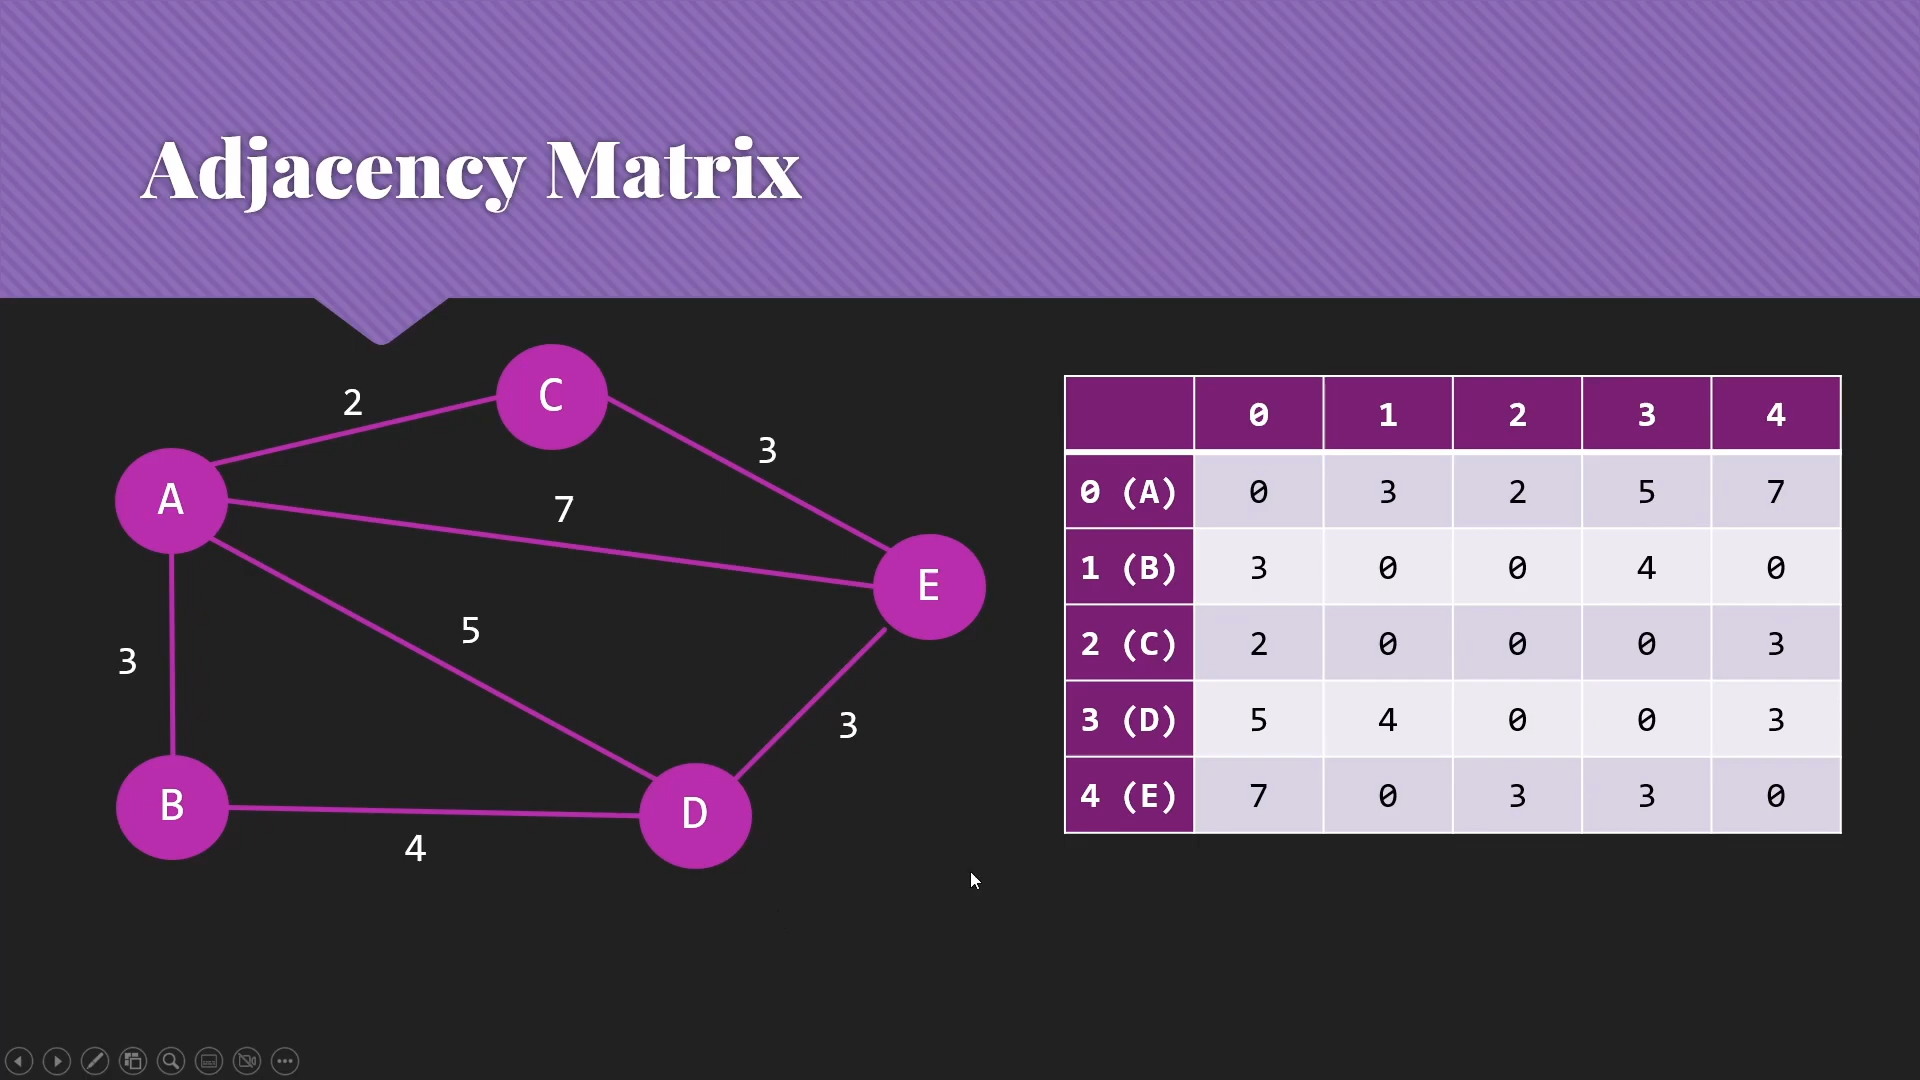 Adjacency Matrix
C
2
3
A
7
E
5
3
3
B
D
4
0 1 2 3 4
0 (A) 0 3 2 5 7
1 (B) 3 0 0 4 0
2 (C) 2 0 0 0 3
3 (D) 5 4 0 0 3
4 (E) 7 0 3 3 0